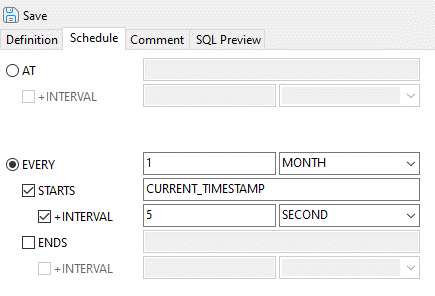 Save
Definition Schedule Comment SQL Preview
AT
+INTERVAL
EVERY 1 MONTH
STARTS CURRENT_TIMESTAMP
+INTERVAL 5 SECOND
ENDS
+INTERVAL